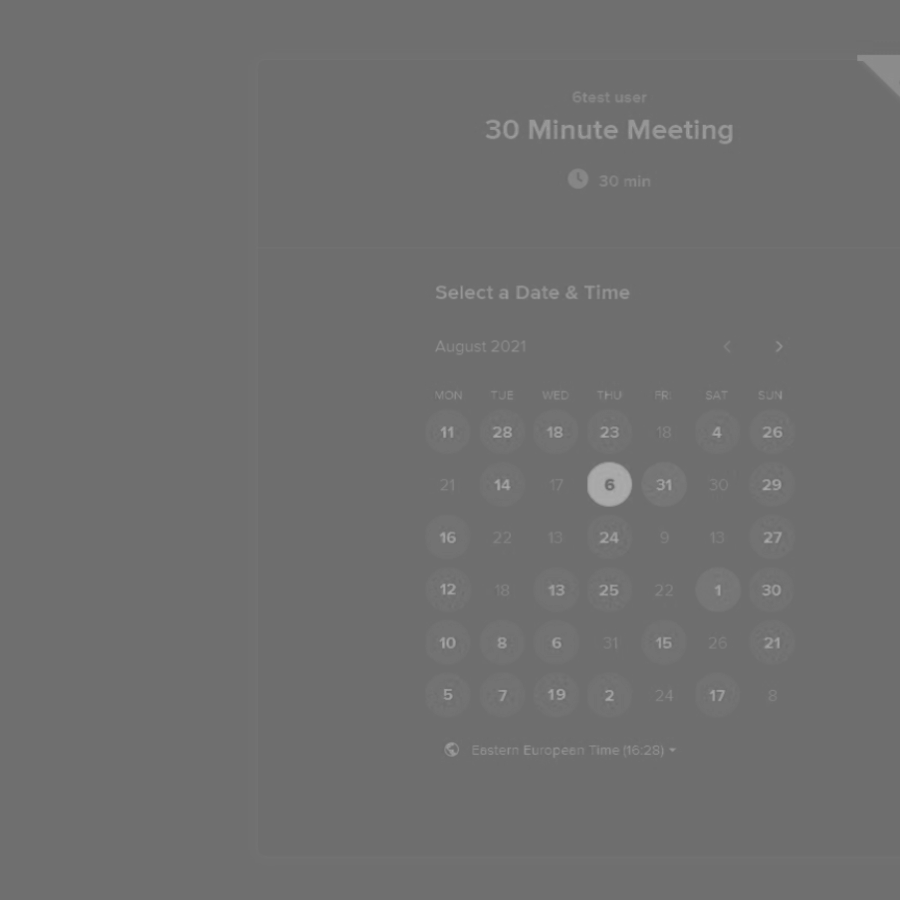 6test user
30 Minute Meeting
30 min
Select a Date & Time
August 2021
MON TUE WED THU FRI SAT SUN
11 28 18 23 18 4 26
21 14 17 6 31 30 29
16 22 13 24 9 13 27
12 18 13 25 22 1 30
10 8 6 31 15 26 21
5 7 19 2 24 17 8
Eastern European Time (16:28)